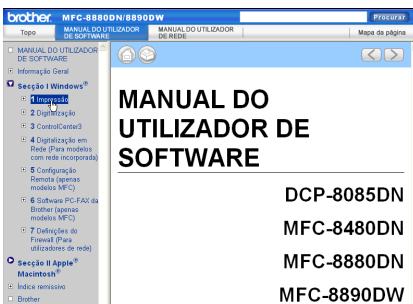 brother MFC-8880DN/8890DW
Procurar
Topo
MANUAL DO UTILIZADOR DE SOFTWARE
MANUAL DO UTILIZADOR DE REDE
Mapa da página
MANUAL DO UTILIZADOR
DE SOFTWARE
Informação Geral
Secção I Windows®
1 Impressão
2 Digitalização
3 ControlCenter3
4 Digitalização em
Rede (Para modelos
com rede incorporada)
5 Configuração
Remota (apenas
modelos MFC)
6 Software PC-FAX da
Brother (apenas
modelos MFC)
7 Definições do
Firewall (Para
utilizadores de rede)
Secção II Apple®
Macintosh®
Índice remissivo
Brother
MANUAL DO
UTILIZADOR DE
SOFTWARE
DCP-8085DN
MFC-8480DN
MFC-8880DN
MFC-8890DW